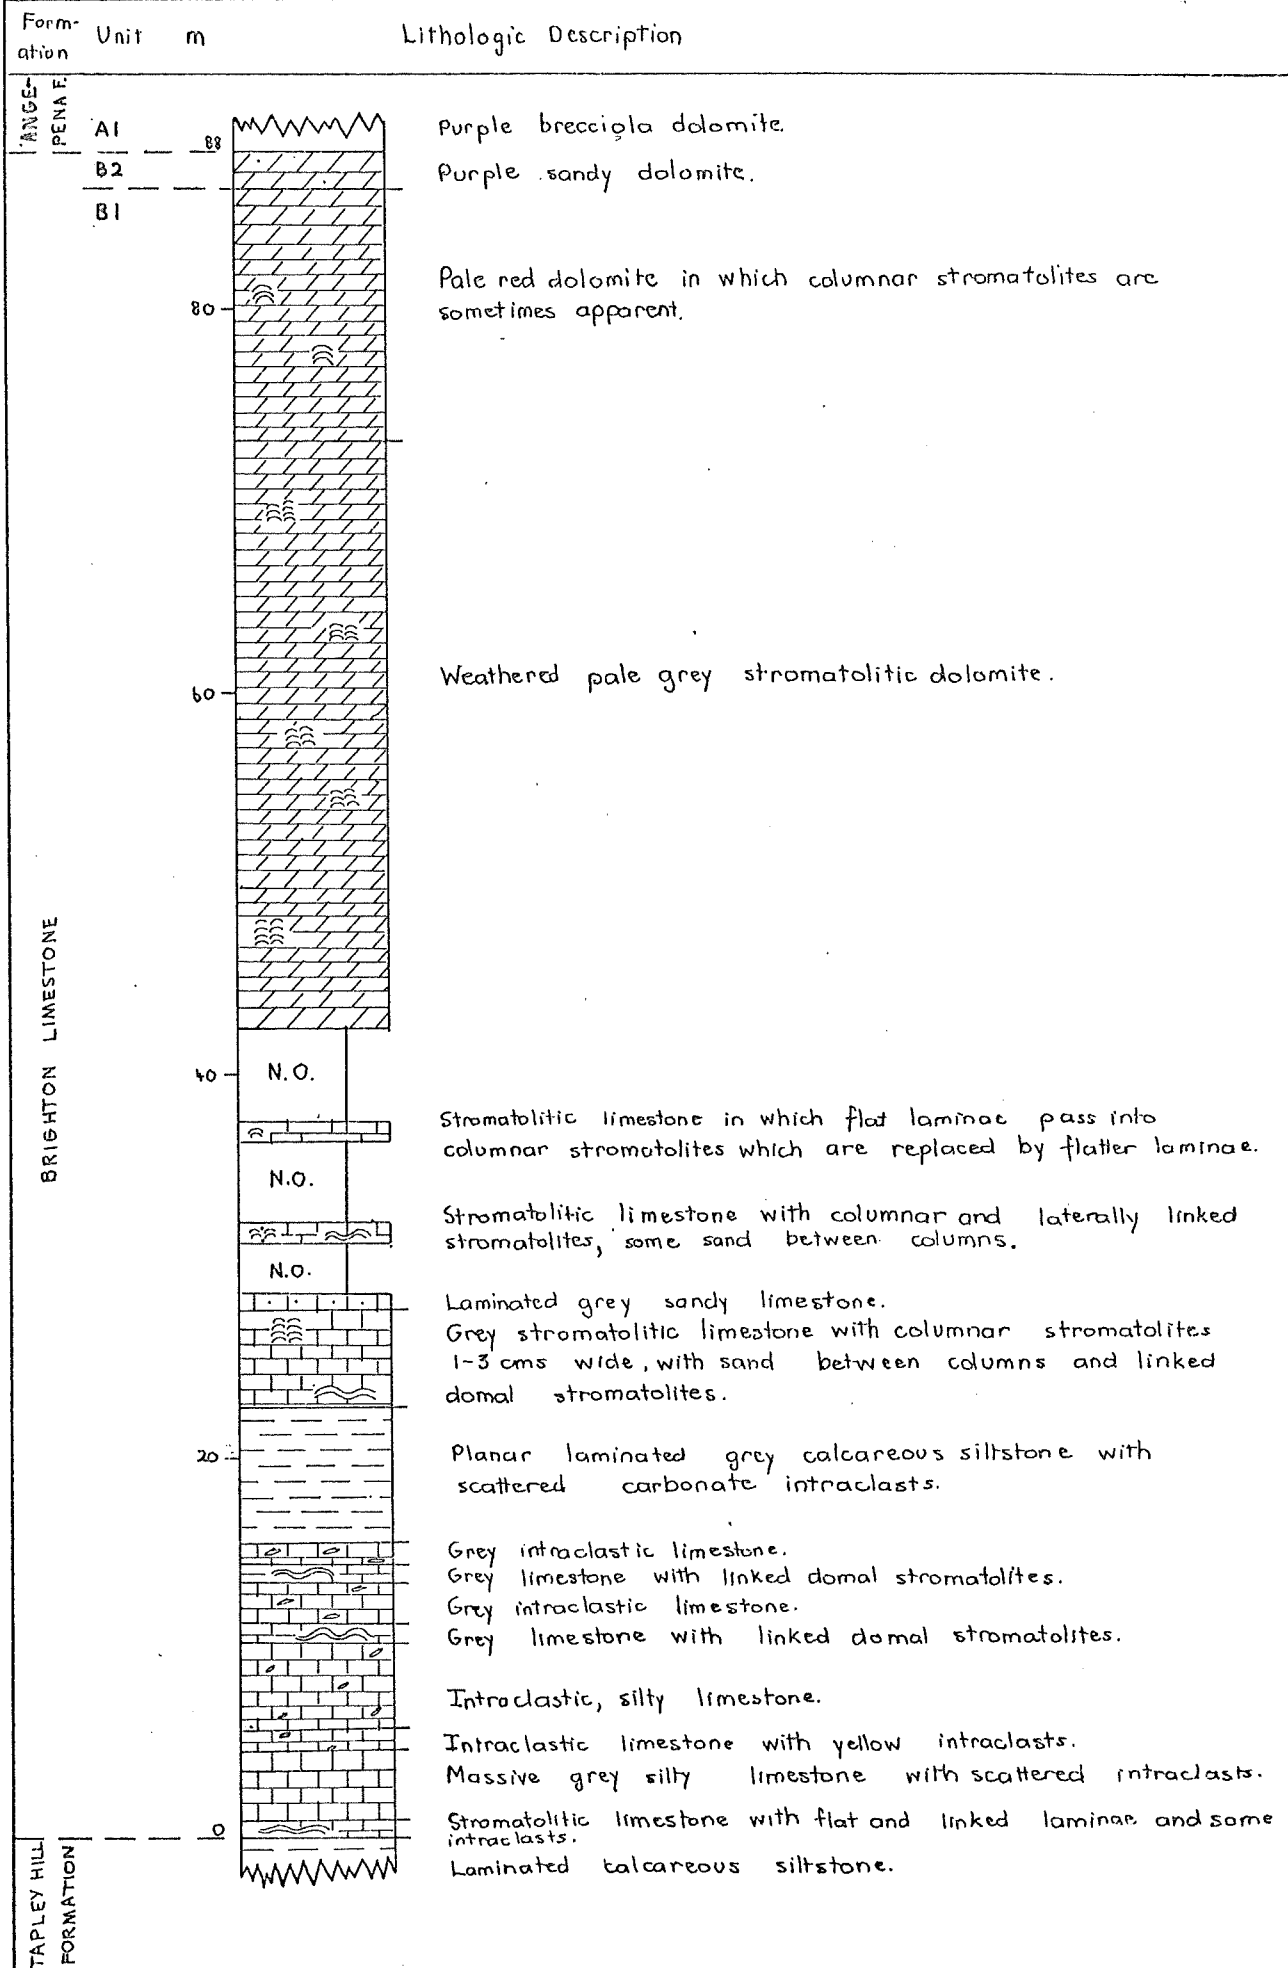 Form-
ation
Unit
m
Lithologic Description
ANGE-
PENA F.
A1
88
Purple brecciola dolomite.
B2
Purple sandy dolomite.
B1
Pale red dolomite in which columnar stromatolites are
sometimes apparent.
80
60
Weathered pale grey stromatolitic dolomite.
BRIGHTON LIMESTONE
40
N.O.
Stromatolitic limestone in which flat laminae pass into
columnar stromatolites which are replaced by flatter laminae.
N.O.
Stromatolitic limestone with columnar and laterally linked
stromatolites, some sand between columns.
N.O.
Laminated grey sandy limestone.
Grey stromatolitic limestone with columnar stromatolites
1-3 cms wide, with sand between columns and linked
domal stromatolites.
20
Planar laminated grey calcareous siltstone with
scattered carbonate intraclasts.
Grey intraclastic limestone.
Grey limestone with linked domal stromatolites.
Grey intraclastic limestone.
Grey limestone with linked domal stromatolites.
Intraclastic, silty limestone.
Intraclastic limestone with yellow intraclasts.
Massive grey silty limestone with scattered intraclasts.
0
Stromatolitic limestone with flat and linked laminae and some
intraclasts.
Laminated calcareous siltstone.
TAPLEY HILL
FORMATION